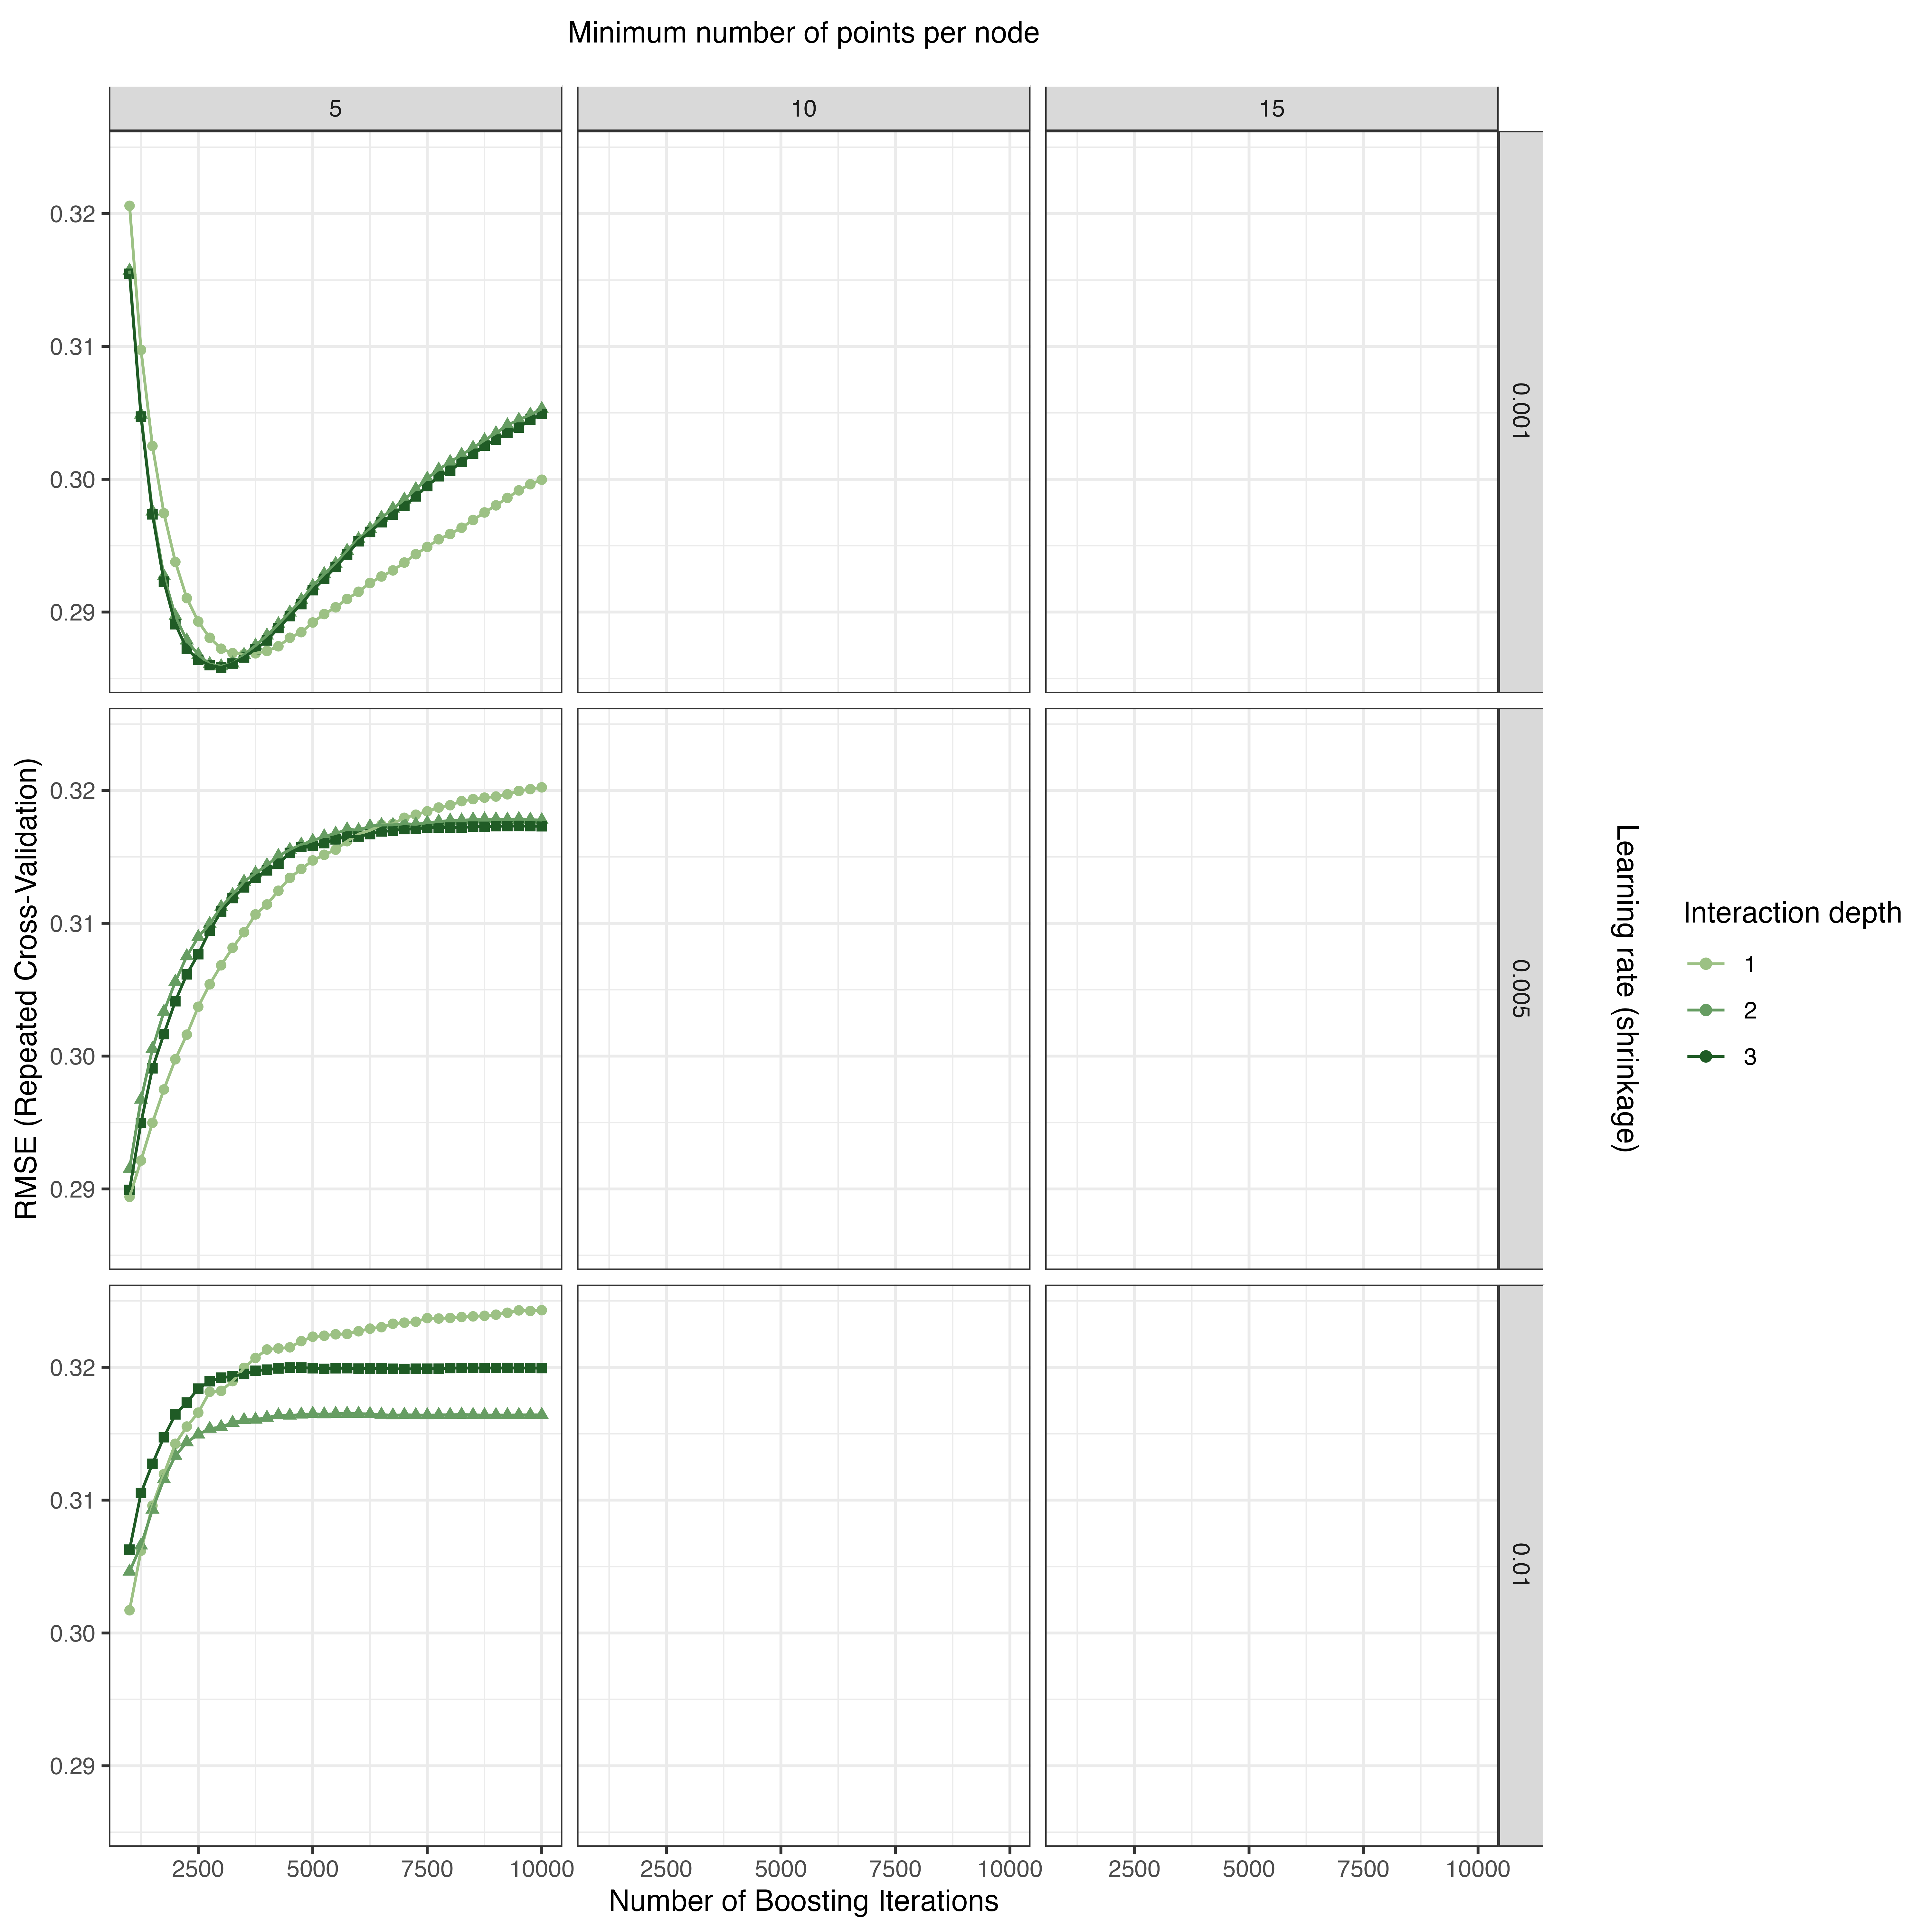 Minimum number of points per node
5
10
15
RMSE (Repeated Cross-Validation)
0.32
0.31
0.30
0.29
0.001
0.32
0.31
0.30
0.29
0.005
0.32
0.31
0.30
0.29
0.01
Learning rate (shrinkage)
Interaction depth
1
2
3
2500 5000 7500 10000
2500 5000 7500 10000
2500 5000 7500 10000
Number of Boosting Iterations